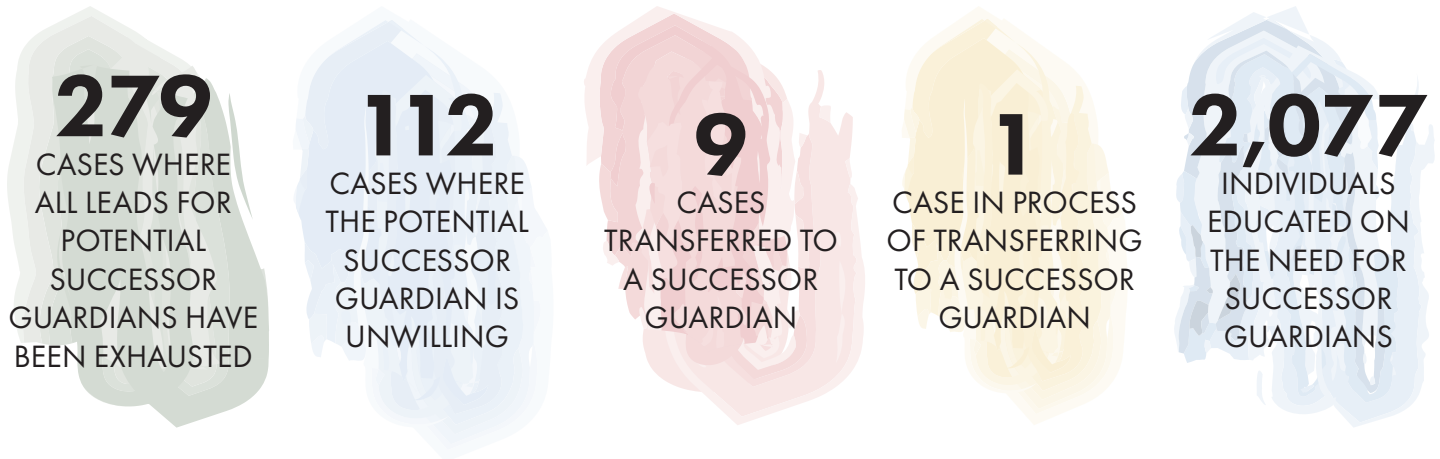 279
CASES WHERE
ALL LEADS FOR
POTENTIAL
SUCCESSOR
GUARDIANS HAVE
BEEN EXHAUSTED
112
CASES WHERE
THE POTENTIAL
SUCCESSOR
GUARDIAN IS
UNWILLING
9
CASES
TRANSFERRED TO
A SUCCESSOR
GUARDIAN
1
CASE IN PROCESS
OF TRANSFERRING
TO A SUCCESSOR
GUARDIAN
2,077
INDIVIDUALS
EDUCATED ON
THE NEED FOR
SUCCESSOR
GUARDIANS